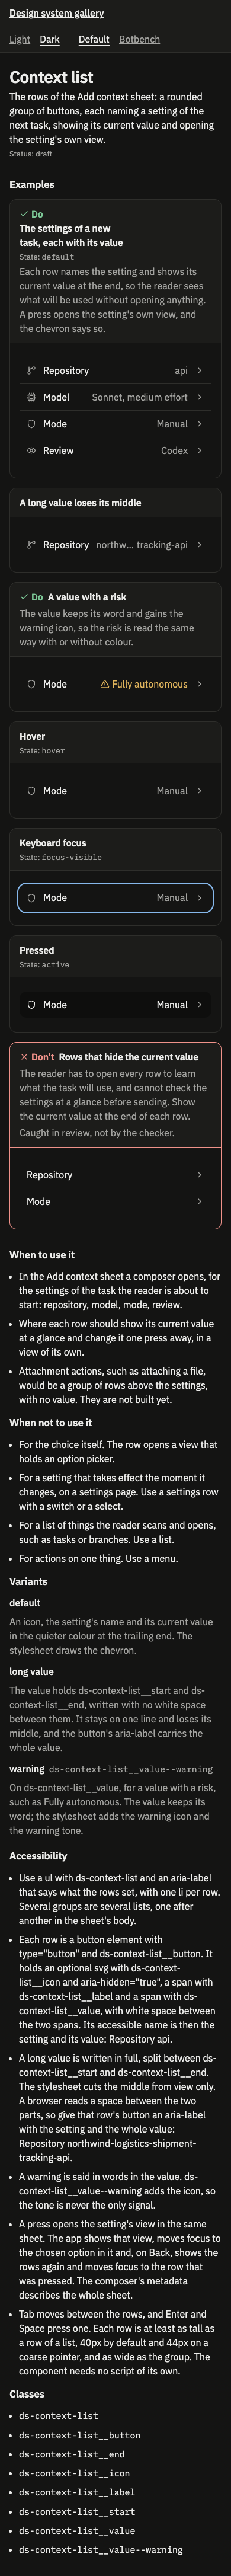 Design system gallery
Light Dark Default Botbench
Context list
The rows of the Add context sheet: a rounded
group of buttons, each naming a setting of the
next task, showing its current value and opening
the setting's own view.
Status: draft
Examples
Do
The settings of a new
task, each with its value
State: default
Each row names the setting and shows its
current value at the end, so the reader sees
what will be used without opening anything.
A press opens the setting's own view, and
the chevron says so.
Repository api
Model Sonnet, medium effort
Mode Manual
Review Codex
A long value loses its middle
Repository northw… tracking-api
Do A value with a risk
The value keeps its word and gains the
warning icon, so the risk is read the same
way with or without colour.
Mode Fully autonomous
Hover
State: hover
Mode Manual
Keyboard focus
State: focus-visible
Mode Manual
Pressed
State: active
Mode Manual
Don't Rows that hide the current value
The reader has to open every row to learn
what the task will use, and cannot check the
settings at a glance before sending. Show
the current value at the end of each row.
Caught in review, not by the checker.
Repository
Mode
When to use it
• In the Add context sheet a composer opens, for
the settings of the task the reader is about to
start: repository, model, mode, review.
• Where each row should show its current value
at a glance and change it one press away, in a
view of its own.
• Attachment actions, such as attaching a file,
would be a group of rows above the settings,
with no value. They are not built yet.
When not to use it
• For the choice itself. The row opens a view that
holds an option picker.
• For a setting that takes effect the moment it
changes, on a settings page. Use a settings row
with a switch or a select.
• For a list of things the reader scans and opens,
such as tasks or branches. Use a list.
• For actions on one thing. Use a menu.
Variants
default
An icon, the setting's name and its current value
in the quieter colour at the trailing end. The
stylesheet draws the chevron.
long value
The value holds ds-context-list__start and ds-
context-list__end, written with no white space
between them. It stays on one line and loses its
middle, and the button's aria-label carries the
whole value.
warning ds-context-list__value--warning
On ds-context-list__value, for a value with a risk,
such as Fully autonomous. The value keeps its
word; the stylesheet adds the warning icon and
the warning tone.
Accessibility
• Use a ul with ds-context-list and an aria-label
that says what the rows set, with one li per row.
Several groups are several lists, one after
another in the sheet's body.
• Each row is a button element with
type="button" and ds-context-list__button. It
holds an optional svg with ds-context-
list__icon and aria-hidden="true", a span with
ds-context-list__label and a span with ds-
context-list__value, with white space between
the two spans. Its accessible name is then the
setting and its value: Repository api.
• A long value is written in full, split between ds-
context-list__start and ds-context-list__end.
The stylesheet cuts the middle from view only.
A browser reads a space between the two
parts, so give that row's button an aria-label
with the setting and the whole value:
Repository northwind-logistics-shipment-
tracking-api.
• A warning is said in words in the value. ds-
context-list__value--warning adds the icon, so
the tone is never the only signal.
• A press opens the setting's view in the same
sheet. The app shows that view, moves focus to
the chosen option in it and, on Back, shows the
rows again and moves focus to the row that
was pressed. The composer's metadata
describes the whole sheet.
• Tab moves between the rows, and Enter and
Space press one. Each row is at least as tall as
a row of a list, 40px by default and 44px on a
coarse pointer, and as wide as the group. The
component needs no script of its own.
Classes
• ds-context-list
• ds-context-list__button
• ds-context-list__end
• ds-context-list__icon
• ds-context-list__label
• ds-context-list__start
• ds-context-list__value
• ds-context-list__value--warning